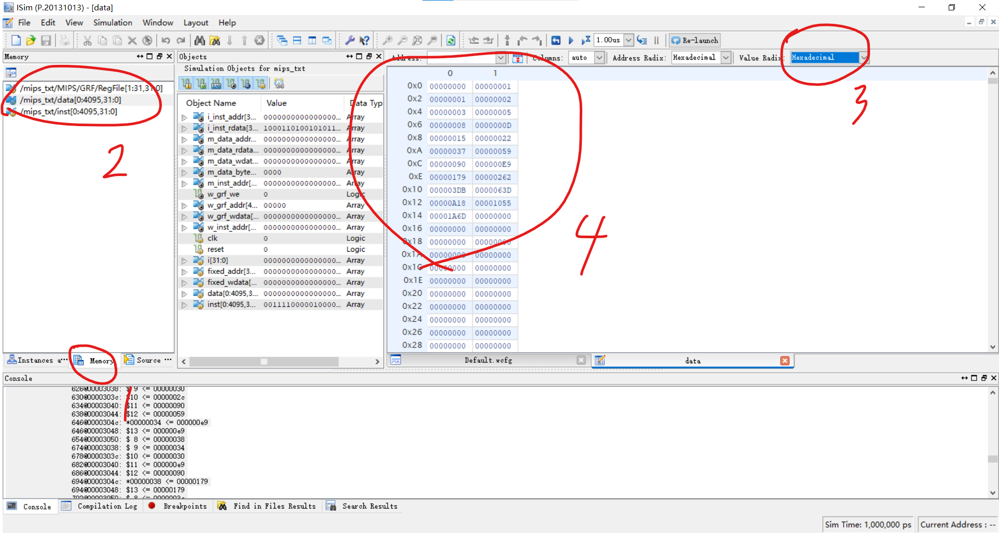 ISim (P.20131013) - [data]
File Edit View Simulation Window Layout Help
1.00us Re-launch
Memory
/mips_txt/MIPS/GRF/RegFile[1:31,31:0]
/mips_txt/data[0:4095,31:0]
/mips_txt/inst[0:4095,31:0]
2
Instances a··· Memory Source ···
Objects
Simulation Objects for mips_txt
Object Name Value Data Typ
i_inst_addr[3... 0000000000000000... Array
i_inst_rdata[3... 1000110100101011... Array
m_data_addr... 0000000000000000... Array
m_data_rdata... 0000000000000000... Array
m_data_wdat... 0000000000000000... Array
m_data_byte... 0000 Array
m_inst_addr[... 0000000000000000... Array
w_grf_we 0 Logic
w_grf_addr[4... 00000 Array
w_grf_wdata[... 0000000000000000... Array
w_inst_addr[... 0000000000000000... Array
clk 0 Logic
reset 0 Logic
i[31:0] 0000000000000000... Array
fixed_addr[3... 0000000000000000... Array
fixed_wdata[... 0000000000000000... Array
data[0:4095,3... 0000000000000000... Array
inst[0:4095,3... 0011110000010000... Array
Address: Columns: auto Address Radix: Hexadecimal Value Radix: Hexadecimal
3
0 1
0x0 00000000 00000001
0x2 00000001 00000002
0x4 00000003 00000005
0x6 00000008 0000000D
0x8 00000015 00000022
0xA 00000037 00000059
0xC 00000090 000000E9
0xE 00000179 00000262
0x10 000003DB 0000063D
0x12 00000A18 00001055
0x14 00001A6D 00000000
0x16 00000000 00000000
0x18 00000000 00000000
0x1A 00000000 00000000
0x1C 00000000 00000000
0x1E 00000000 00000000
0x20 00000000 00000000
0x22 00000000 00000000
0x24 00000000 00000000
0x26 00000000 00000000
0x28 00000000 00000000
4
Default.wcfg data
Console
626@00003038: $ 9 <= 00000030
630@0000303c: $10 <= 0000002c
634@00003040: $11 <= 00000090
638@00003044: $12 <= 00000059
646@0000304c: *00000034 <= 000000e9
646@00003048: $13 <= 000000e9
654@00003050: $ 8 <= 00000038
674@00003038: $ 9 <= 00000034
678@0000303c: $10 <= 00000030
682@00003040: $11 <= 000000e9
686@00003044: $12 <= 00000090
694@0000304c: *00000038 <= 00000179
694@00003048: $13 <= 00000179
Console Compilation Log Breakpoints Find in Files Results Search Results
Sim Time: 1,000,000 ps Current Address : --